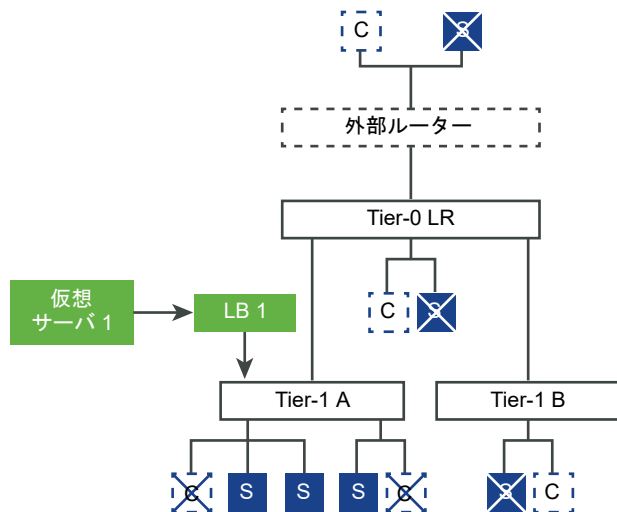 C S
外部ルーター
Tier-0 LR
C S
仮想
サーバ 1
LB 1
Tier-1 A
Tier-1 B
C S S S C S C